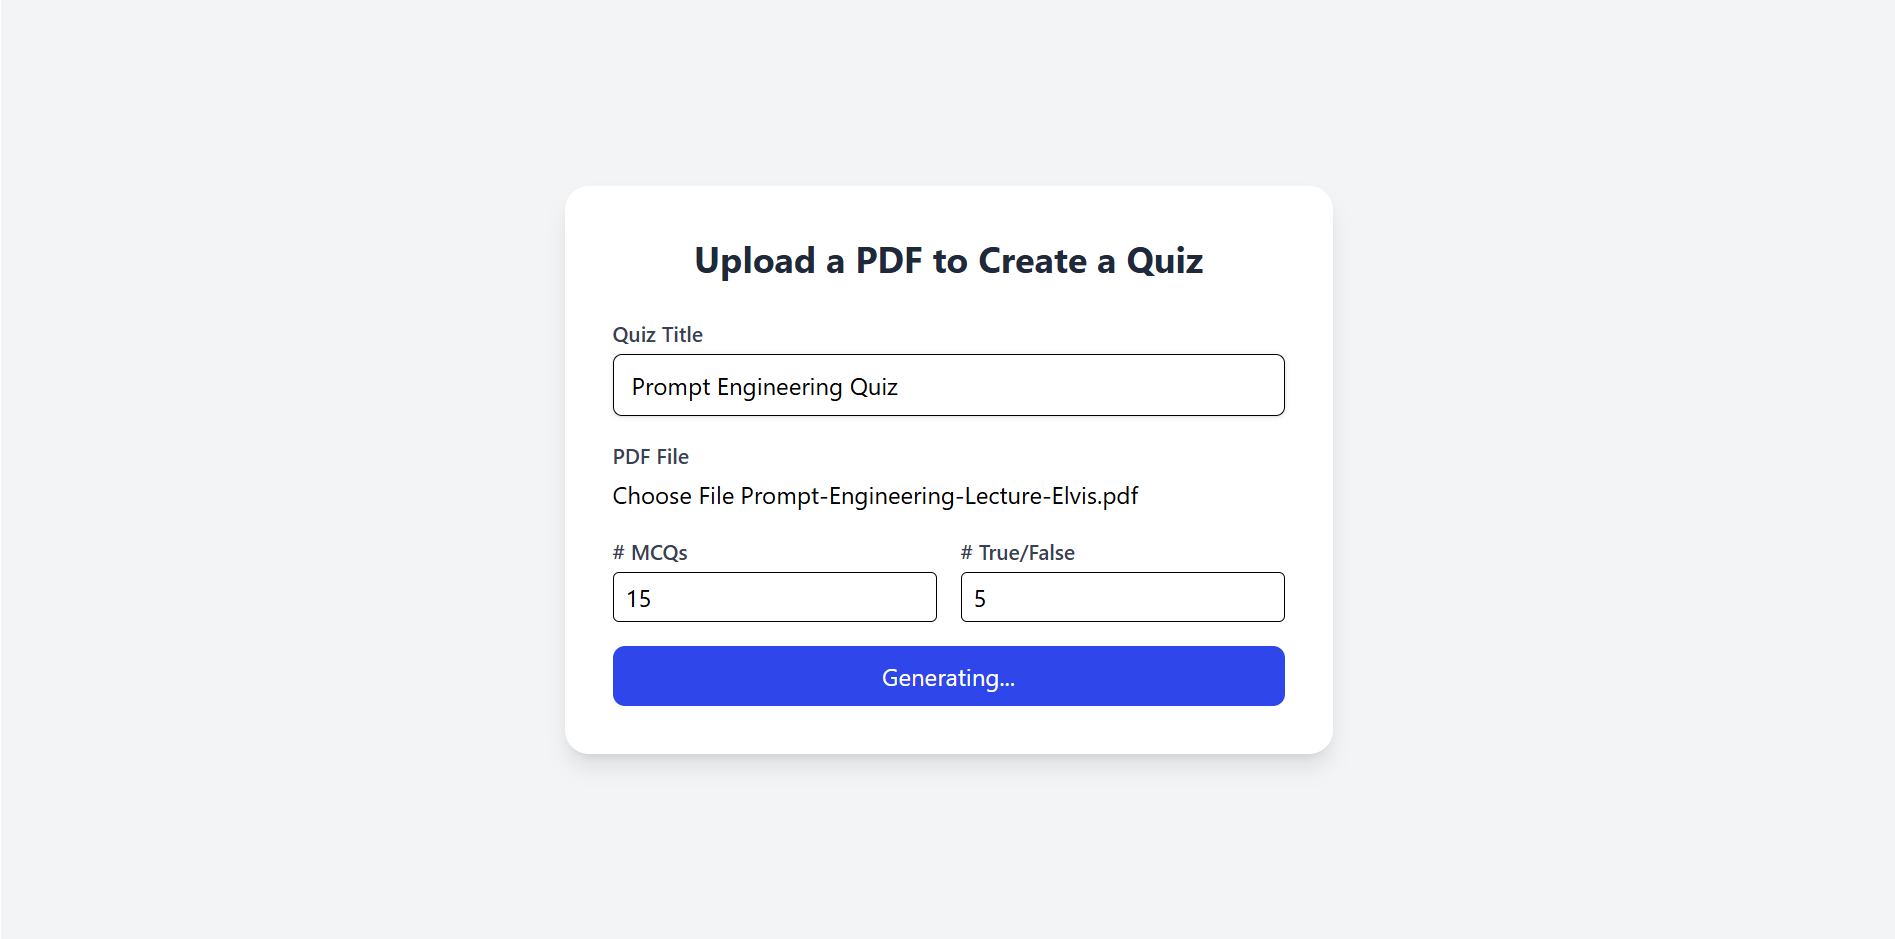 Upload a PDF to Create a Quiz
Quiz Title
Prompt Engineering Quiz
PDF File
Choose File Prompt-Engineering-Lecture-Elvis.pdf
# MCQs
# True/False
15
5
Generating...